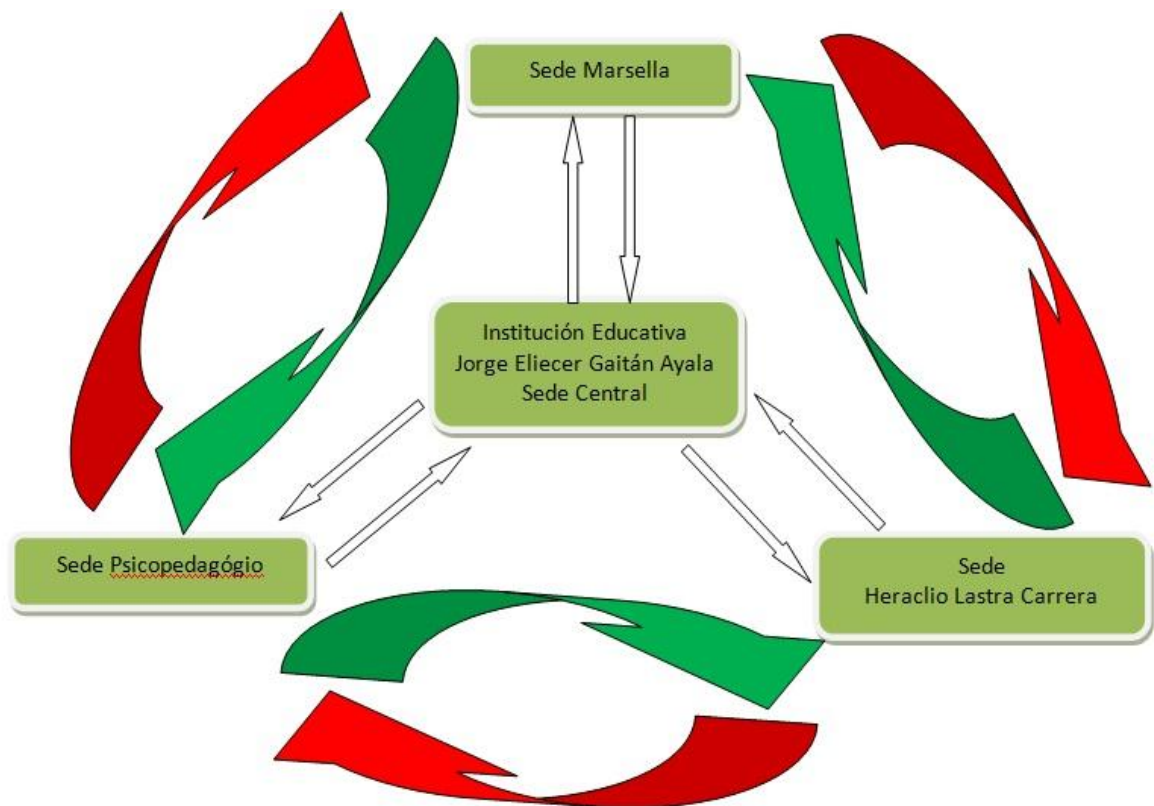 Sede Marsella
Institución Educativa
Jorge Eliecer Gaitán Ayala
Sede Central
Sede Psicopedagógio
Sede
Heraclio Lastra Carrera